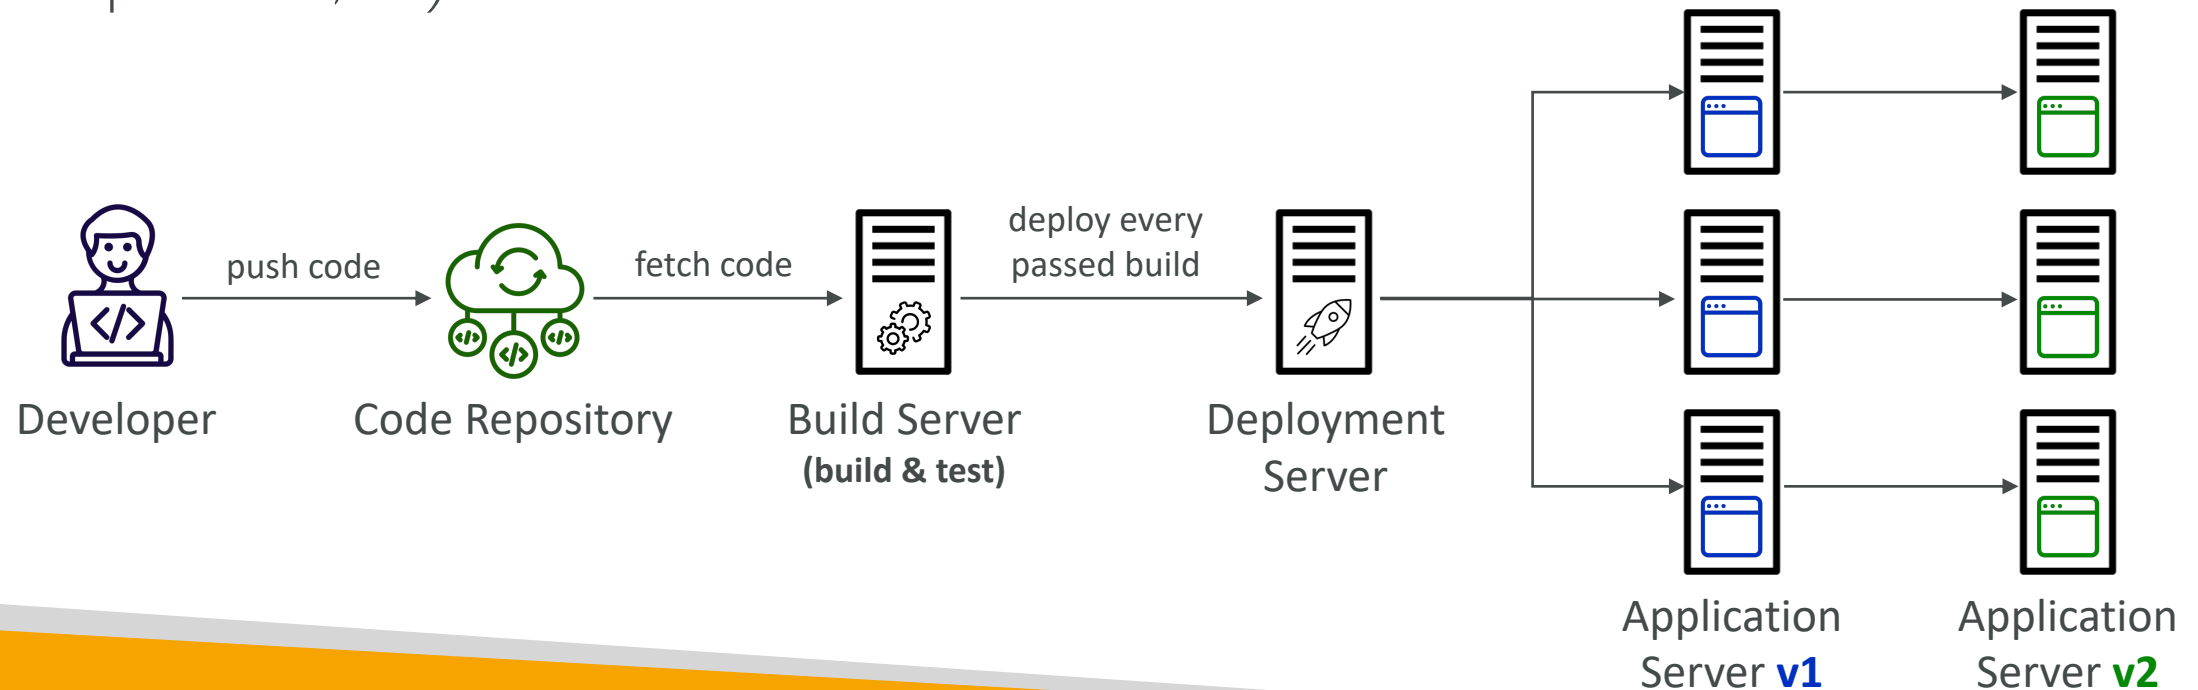 push code
fetch code
deploy every
passed build
Developer
Code Repository
Build Server
(build & test)
Deployment
Server
Application
Server v1
Application
Server v2